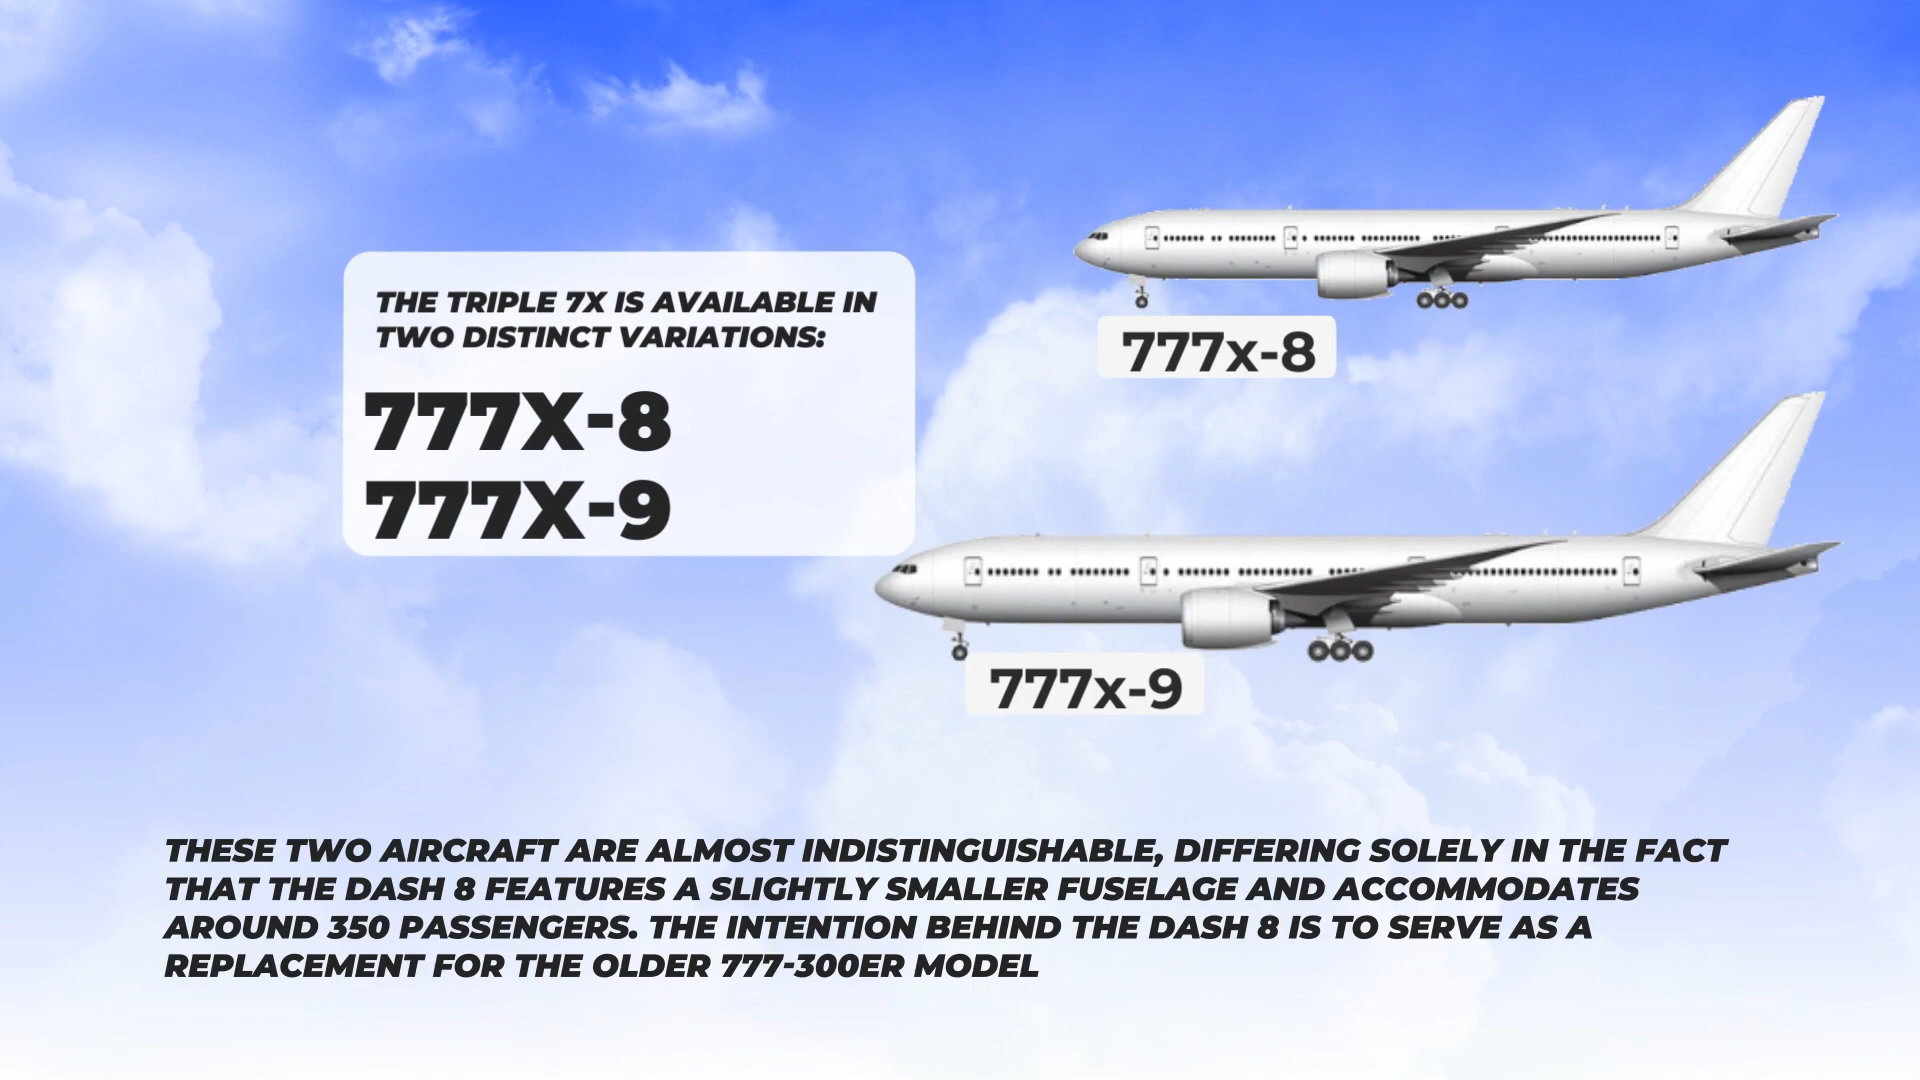 THE TRIPLE 7X IS AVAILABLE IN
TWO DISTINCT VARIATIONS:
777X-8
777X-9
777x-8
777x-9
THESE TWO AIRCRAFT ARE ALMOST INDISTINGUISHABLE, DIFFERING SOLELY IN THE FACT
THAT THE DASH 8 FEATURES A SLIGHTLY SMALLER FUSELAGE AND ACCOMMODATES
AROUND 350 PASSENGERS. THE INTENTION BEHIND THE DASH 8 IS TO SERVE AS A
REPLACEMENT FOR THE OLDER 777-300ER MODEL